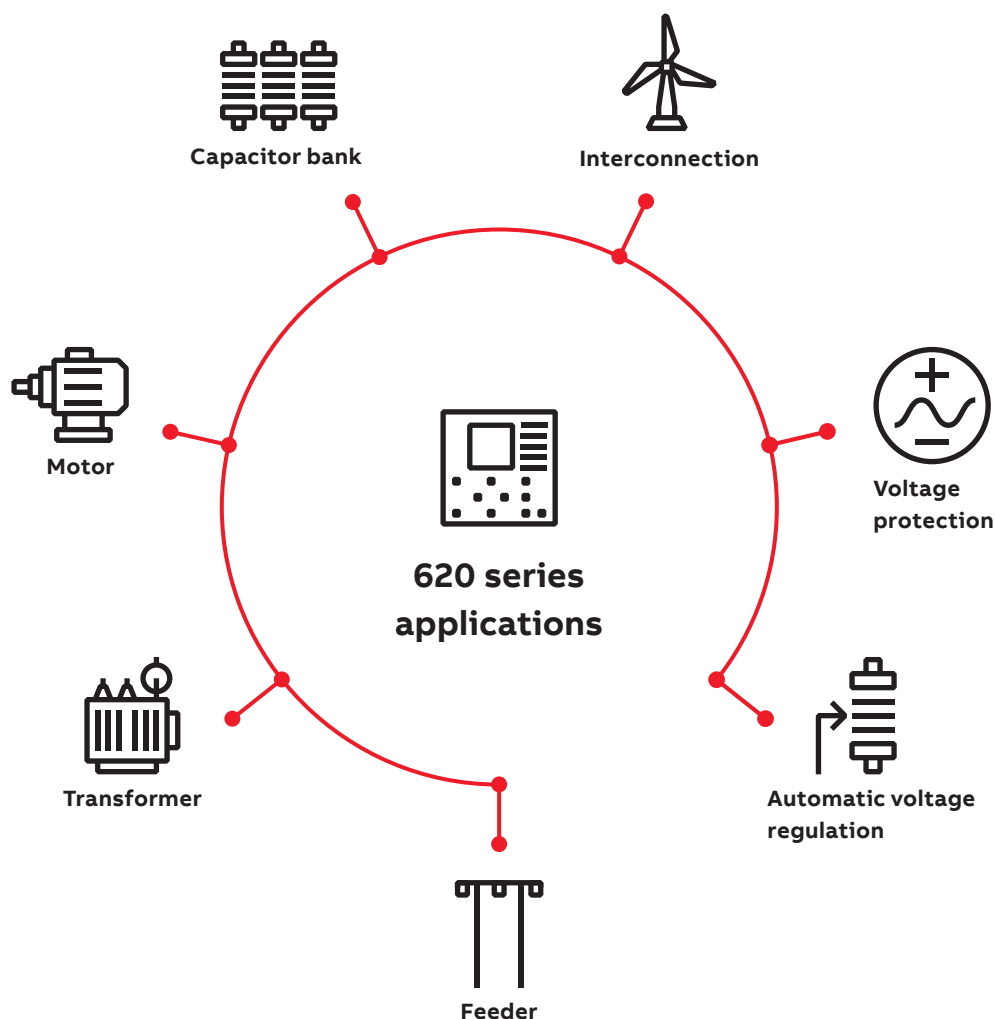 Capacitor bank
Interconnection
Motor
Voltage
protection
620 series
applications
Transformer
Automatic voltage
regulation
Feeder